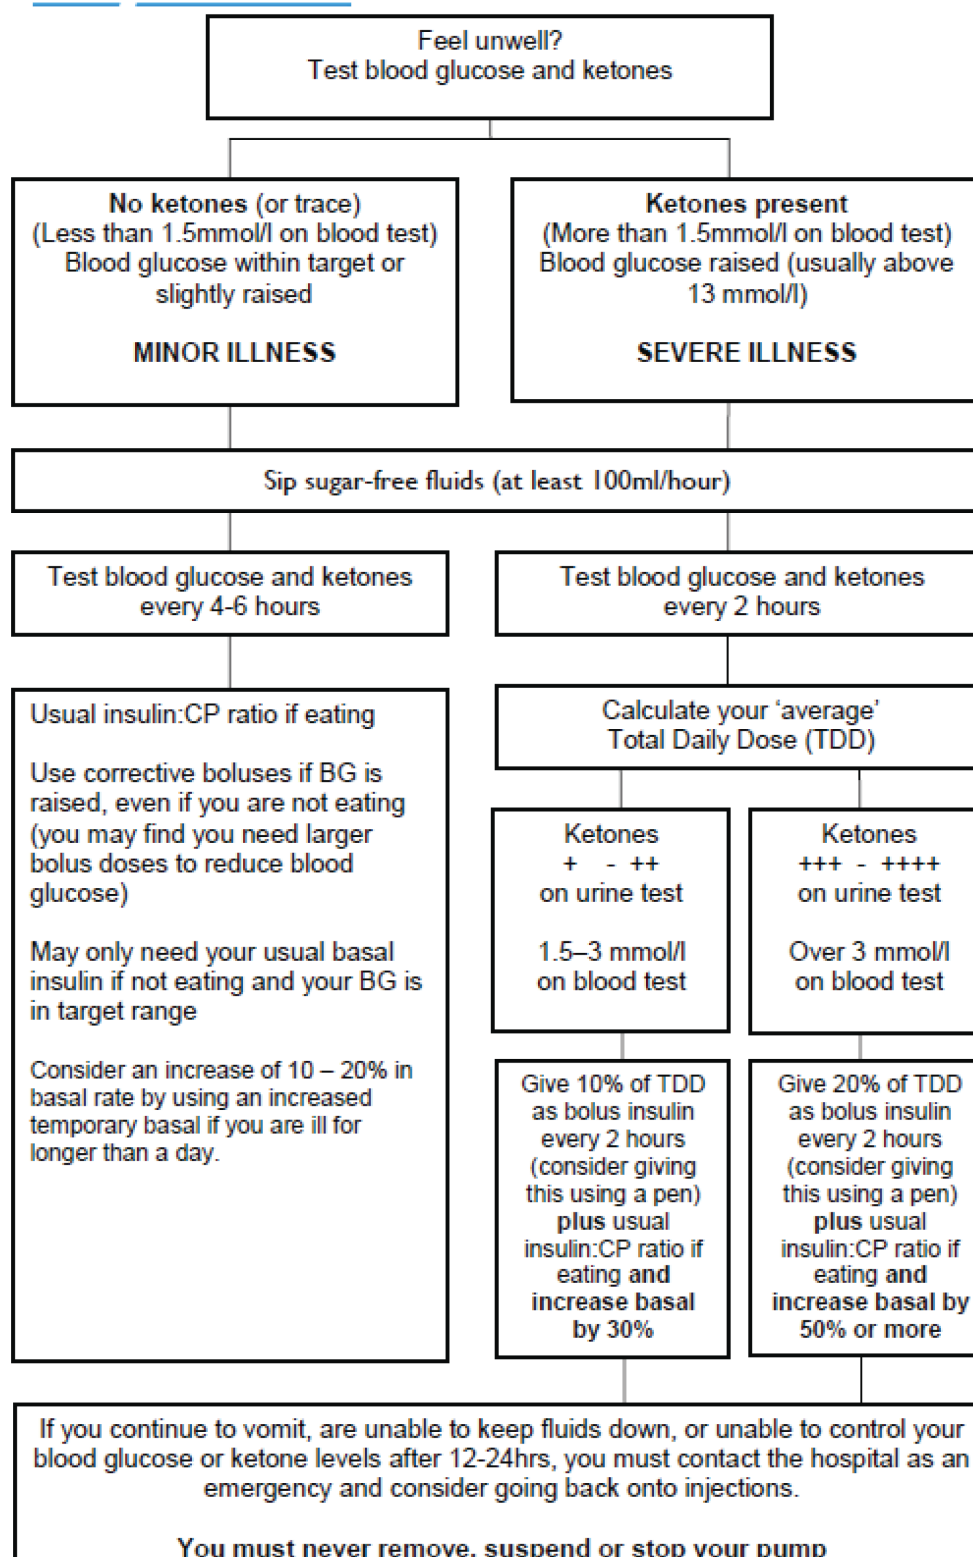 Feel unwell?
Test blood glucose and ketones
No ketones (or trace)
(Less than 1.5mmol/l on blood test)
Blood glucose within target or
slightly raised
MINOR ILLNESS
Ketones present
(More than 1.5mmol/l on blood test)
Blood glucose raised (usually above
13 mmol/l)
SEVERE ILLNESS
Sip sugar-free fluids (at least 100ml/hour)
Test blood glucose and ketones
every 4-6 hours
Test blood glucose and ketones
every 2 hours
Usual insulin:CP ratio if eating
Use corrective boluses if BG is
raised, even if you are not eating
(you may find you need larger
bolus doses to reduce blood
glucose)
May only need your usual basal
insulin if not eating and your BG is
in target range
Consider an increase of 10 – 20% in
basal rate by using an increased
temporary basal if you are ill for
longer than a day.
Calculate your ‘average’
Total Daily Dose (TDD)
Ketones
+ - ++
on urine test
1.5–3 mmol/l
on blood test
Ketones
+++ - ++++
on urine test
Over 3 mmol/l
on blood test
Give 10% of TDD
as bolus insulin
every 2 hours
(consider giving
this using a pen)
plus usual
insulin:CP ratio if
eating and
increase basal
by 30%
Give 20% of TDD
as bolus insulin
every 2 hours
(consider giving
this using a pen)
plus usual
insulin:CP ratio if
eating and
increase basal by
50% or more
If you continue to vomit, are unable to keep fluids down, or unable to control your
blood glucose or ketone levels after 12-24hrs, you must contact the hospital as an
emergency and consider going back onto injections.
You must never remove, suspend or stop your pump